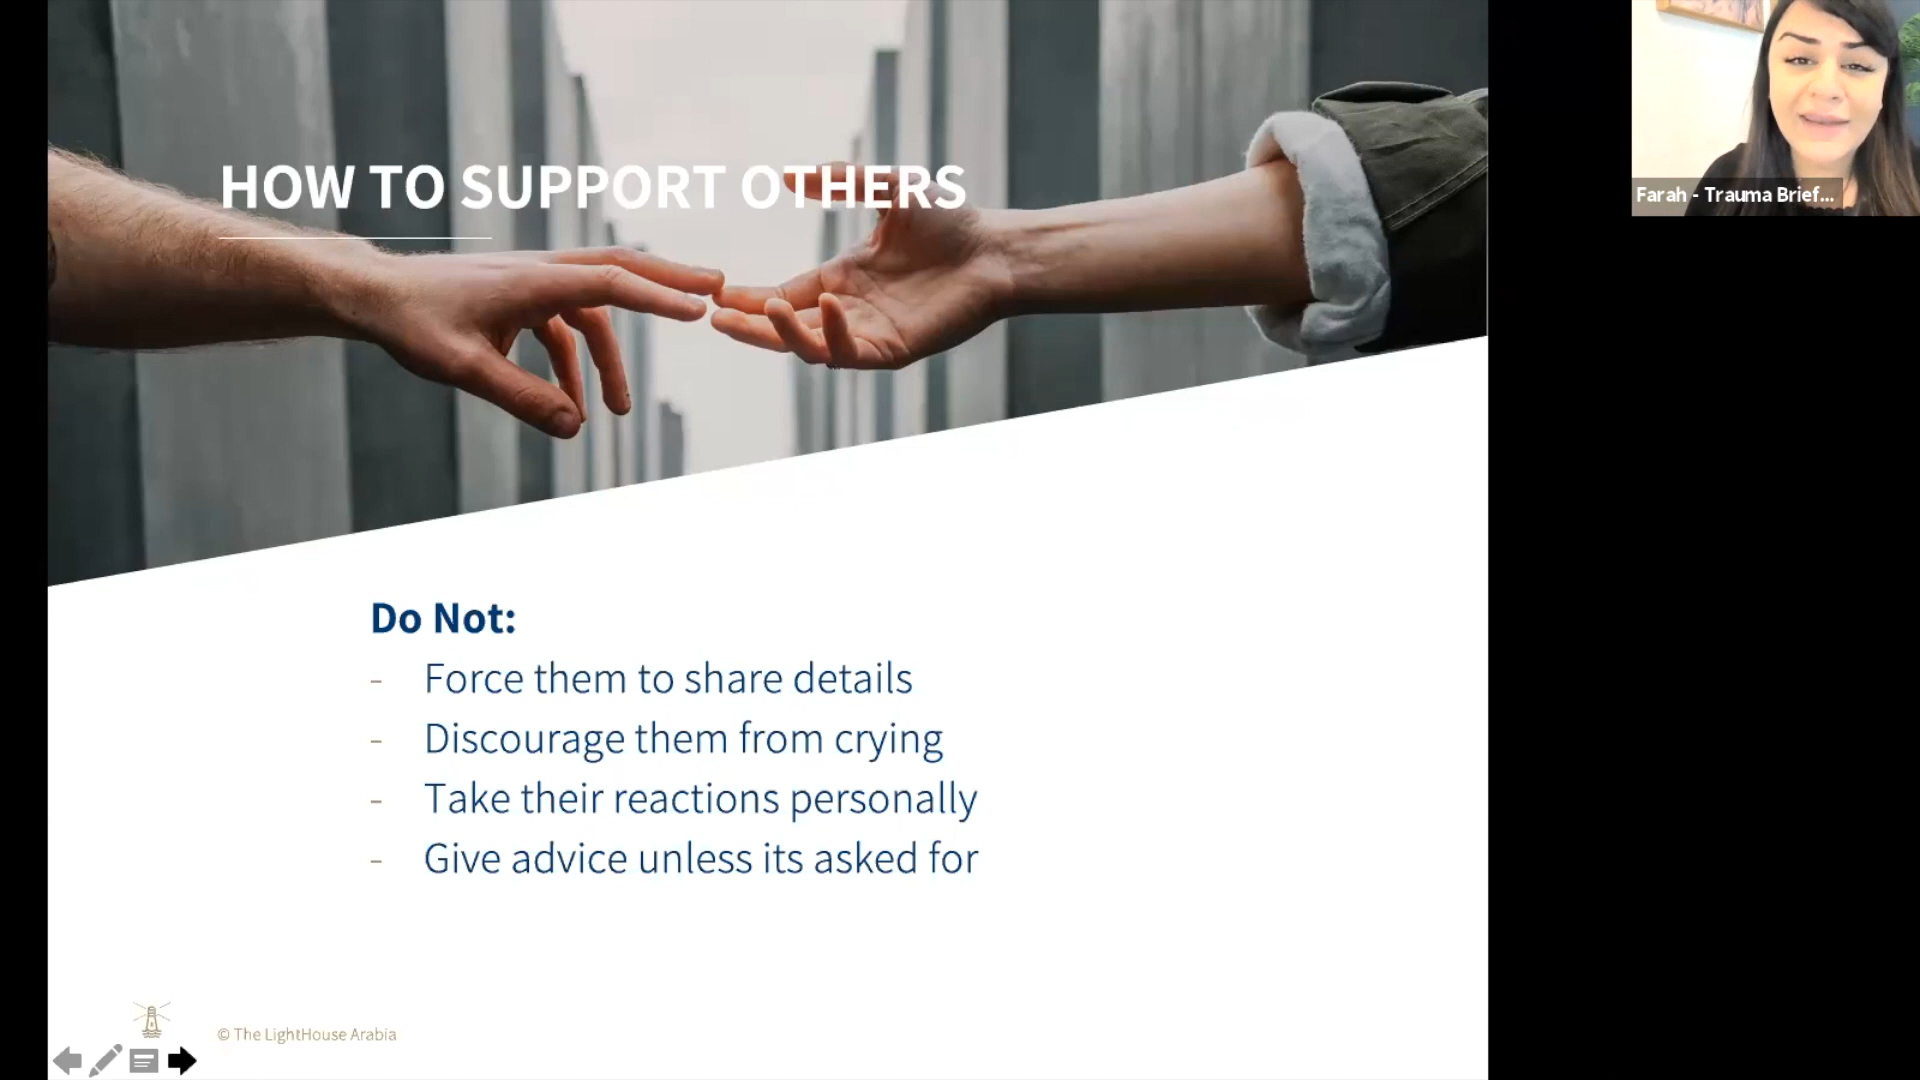 HOW TO SUPPORT OTHERS
Farah - Trauma Brief...
Do Not:
- Force them to share details
- Discourage them from crying
- Take their reactions personally
- Give advice unless its asked for
© The LightHouse Arabia